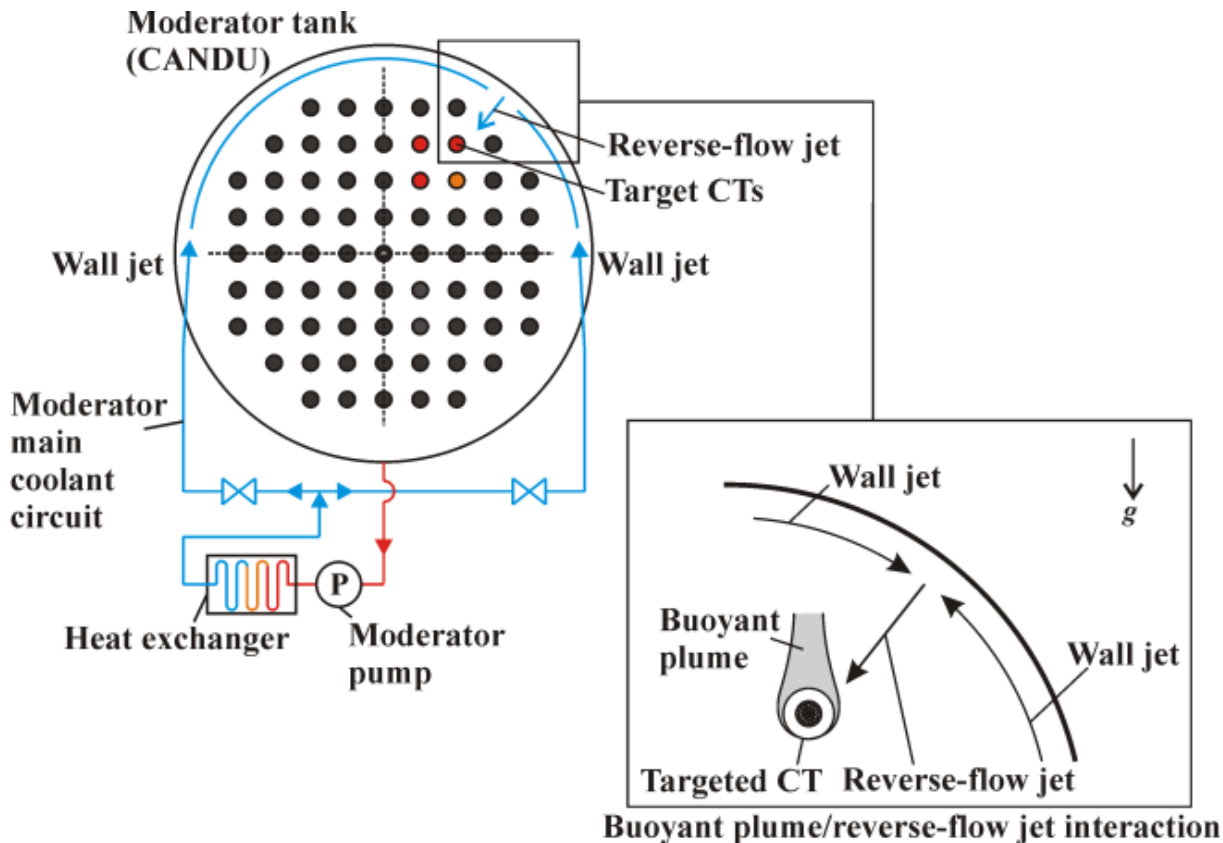 Moderator tank
(CANDU)
Reverse-flow jet
Target CTs
Wall jet
Wall jet
Moderator
main
coolant
circuit
P
Heat exchanger
Moderator
pump
Wall jet
g
Buoyant
plume
Wall jet
Targeted CT
Reverse-flow jet
Buoyant plume/reverse-flow jet interaction